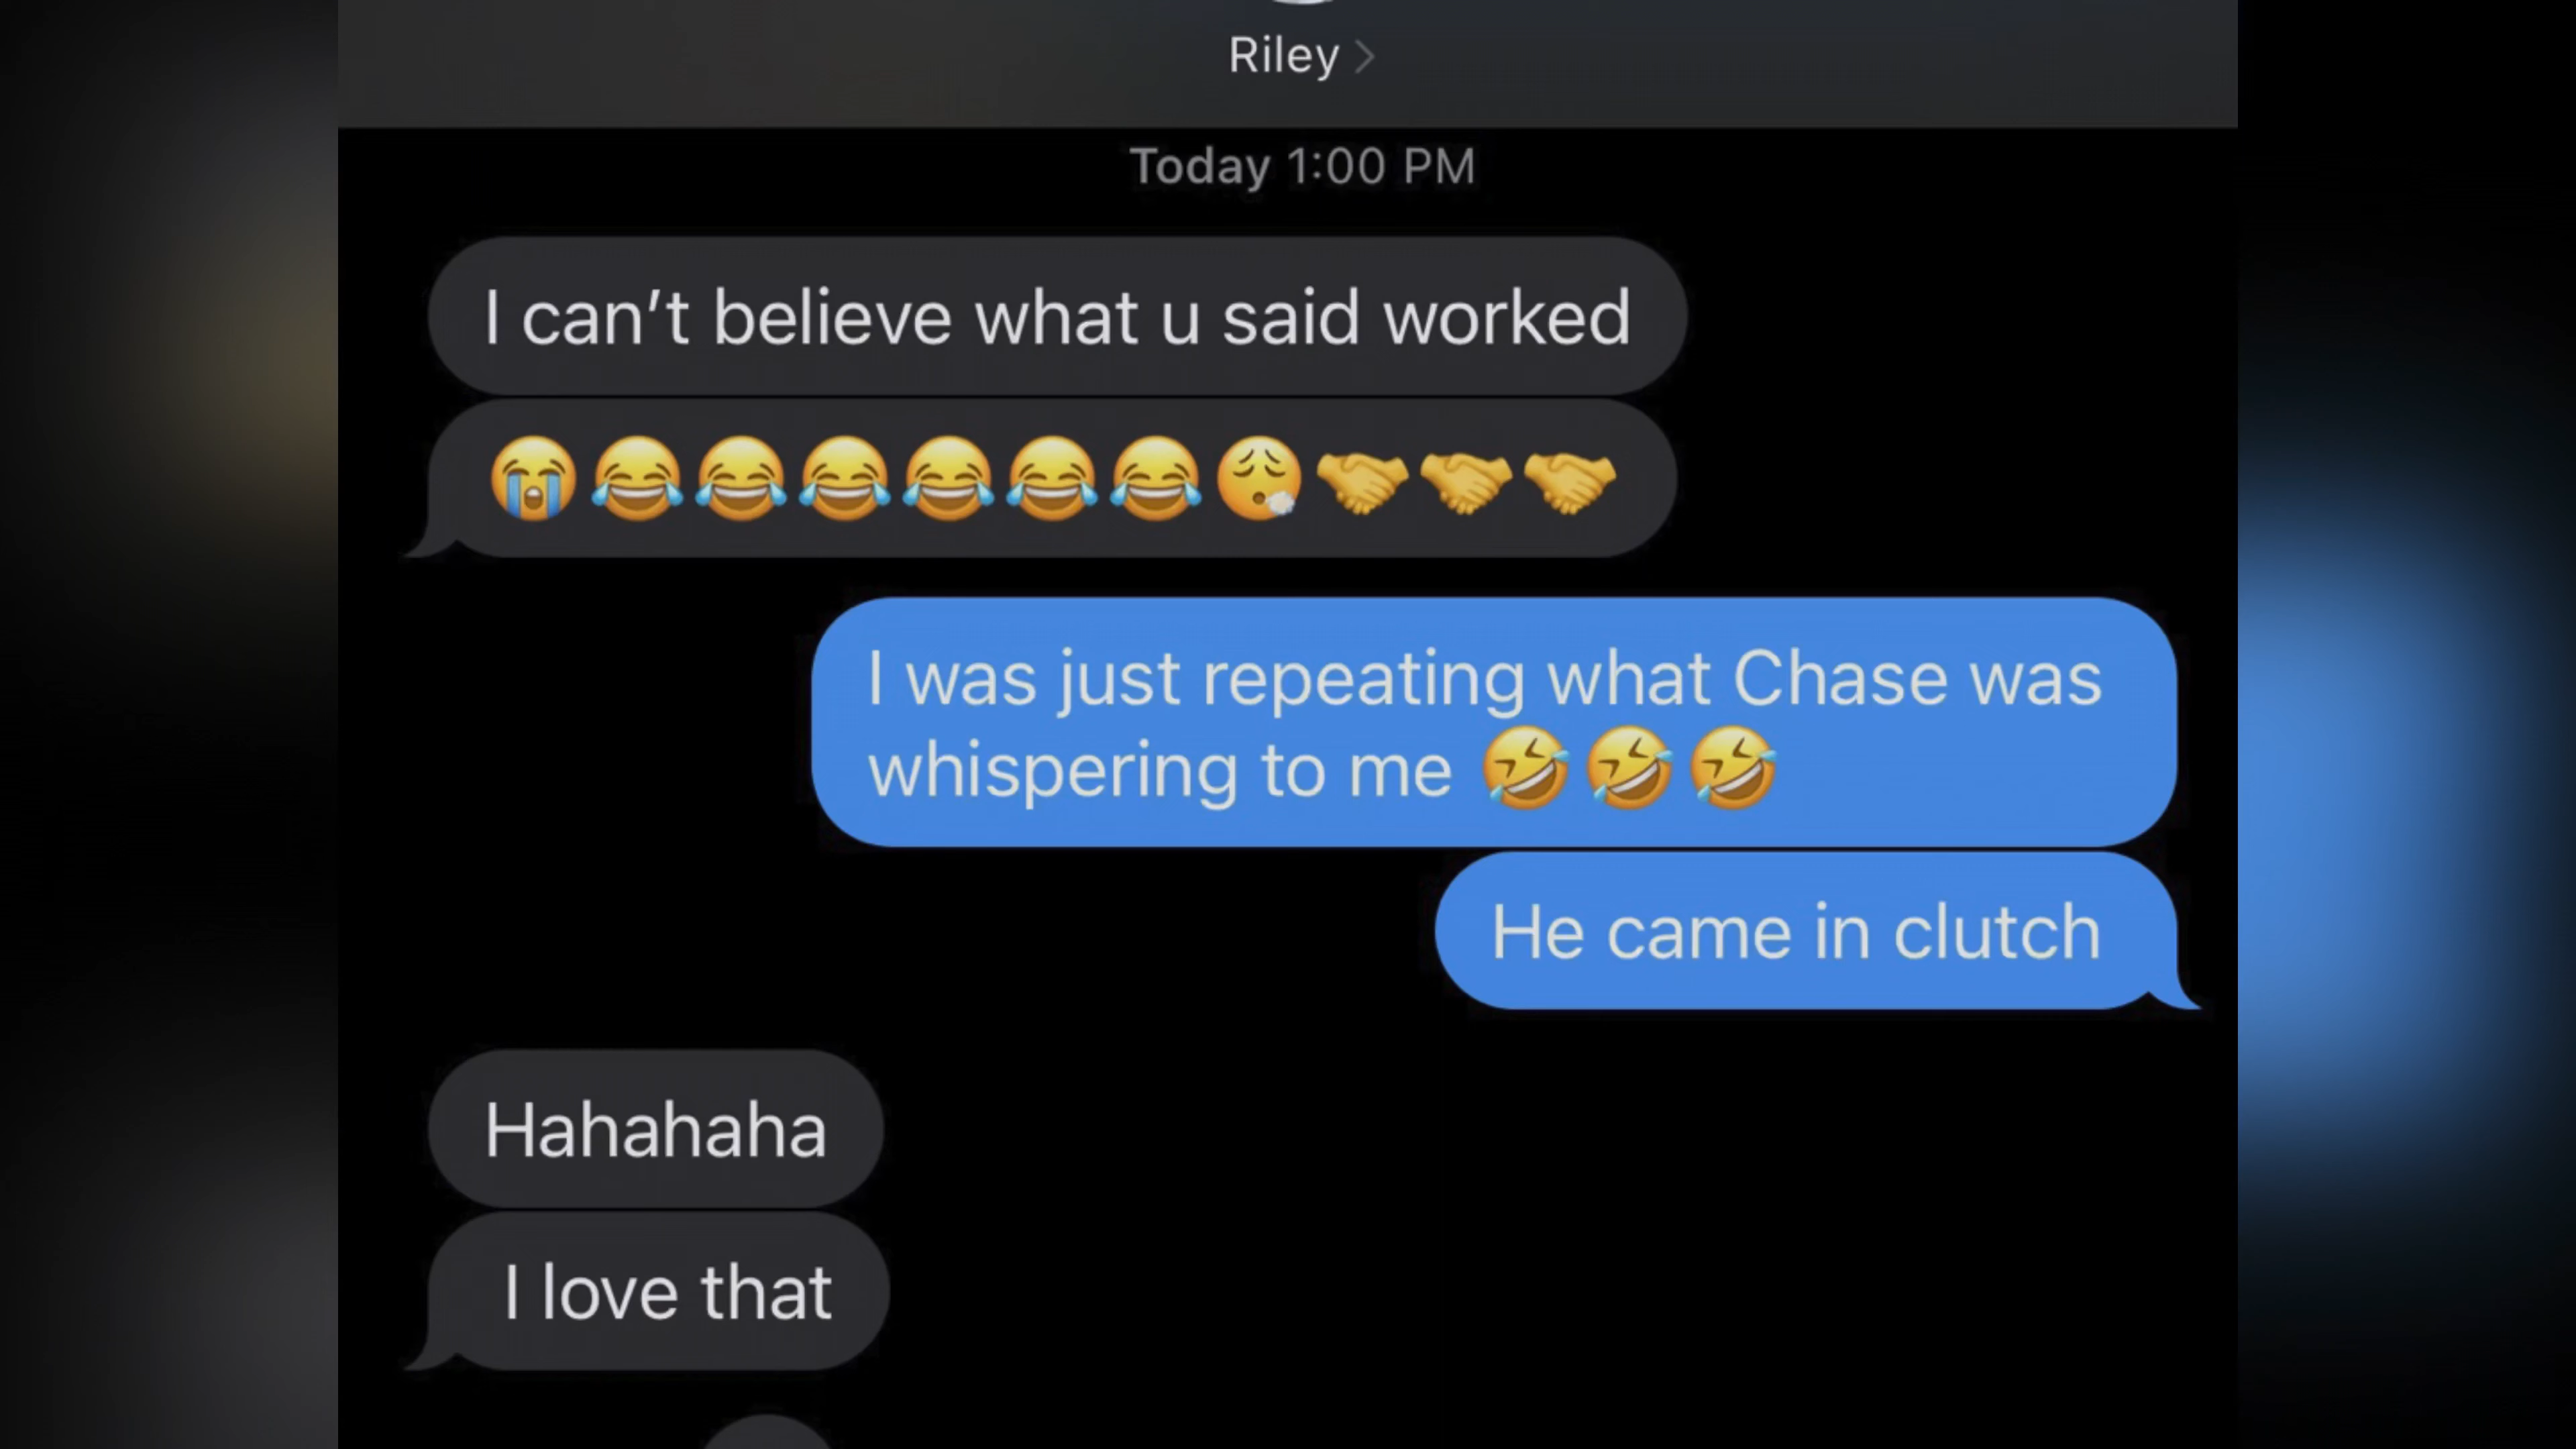 Riley
Today 1:00 PM
I can’t believe what u said worked
😭😂😂😂😂😂😂😮‍💨🤝🤝🤝
I was just repeating what Chase was
whispering to me 🤣🤣🤣
He came in clutch
Hahahaha
I love that